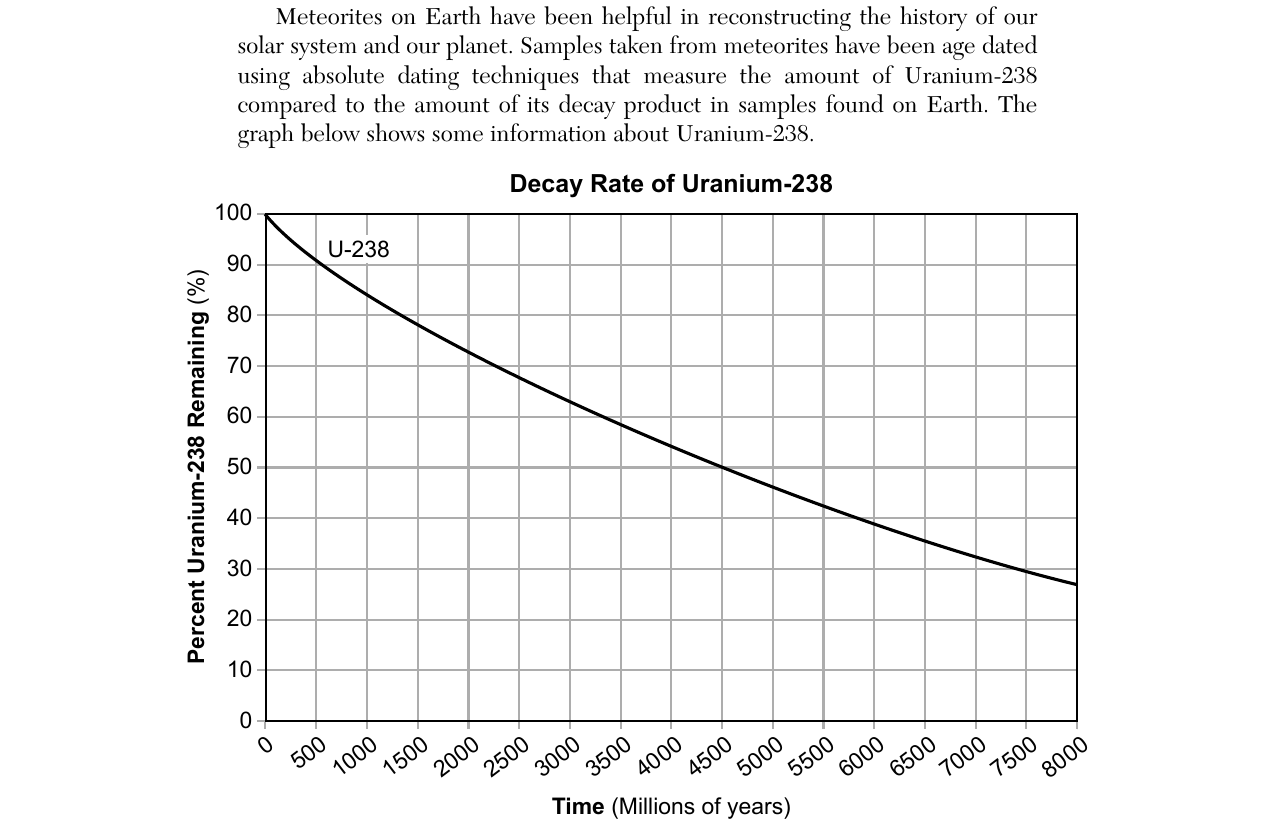 Meteorites on Earth have been helpful in reconstructing the history of our
solar system and our planet. Samples taken from meteorites have been age dated
using absolute dating techniques that measure the amount of Uranium-238
compared to the amount of its decay product in samples found on Earth. The
graph below shows some information about Uranium-238.
Decay Rate of Uranium-238
100
90
80
70
60
50
40
30
20
10
0
Percent Uranium-238 Remaining (%)
U-238
0 500 1000 1500 2000 2500 3000 3500 4000 4500 5000 5500 6000 6500 7000 7500 8000
Time (Millions of years)